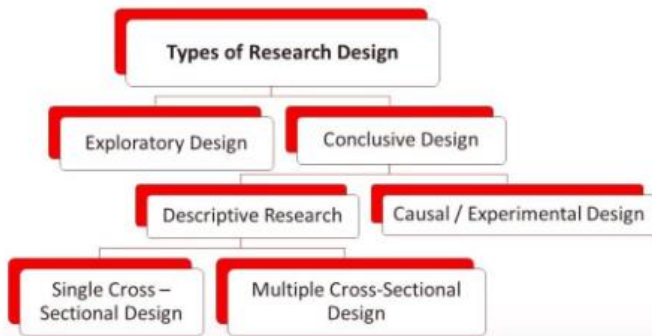 Types of Research Design
Exploratory Design
Conclusive Design
Descriptive Research
Causal / Experimental Design
Single Cross –
Sectional Design
Multiple Cross-Sectional
Design